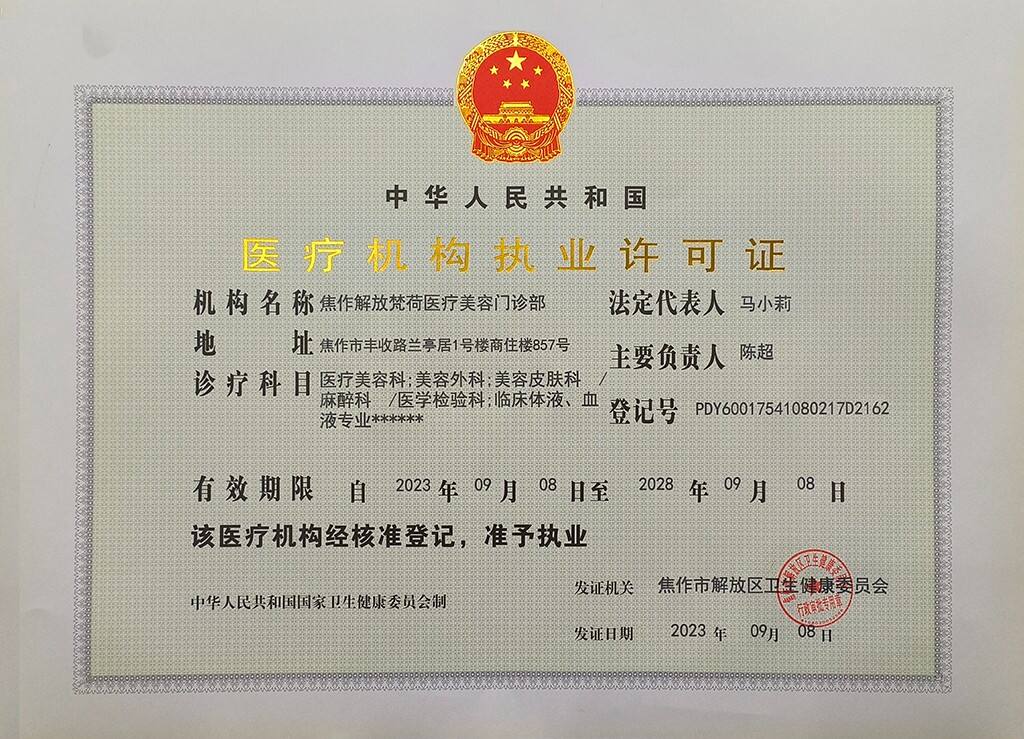 中华人民共和国
医疗机构执业许可证
机构名称 焦作解放梵荷医疗美容门诊部
法定代表人 马小莉
地址 焦作市丰收路兰亭居1号楼商住楼857号
主要负责人 陈超
诊疗科目 医疗美容科;美容外科;美容皮肤科 /
麻醉科 /医学检验科;临床体液、血
液专业******
登记号 PDY60017541080217D2162
有效期限 自 2023 年 09 月 08 日至 2028 年 09 月 08 日
该医疗机构经核准登记，准予执业
发证机关 焦作市解放区卫生健康委员会
中华人民共和国国家卫生健康委员会制
发证日期 2023 年 09月 08 日
行政审批专用章